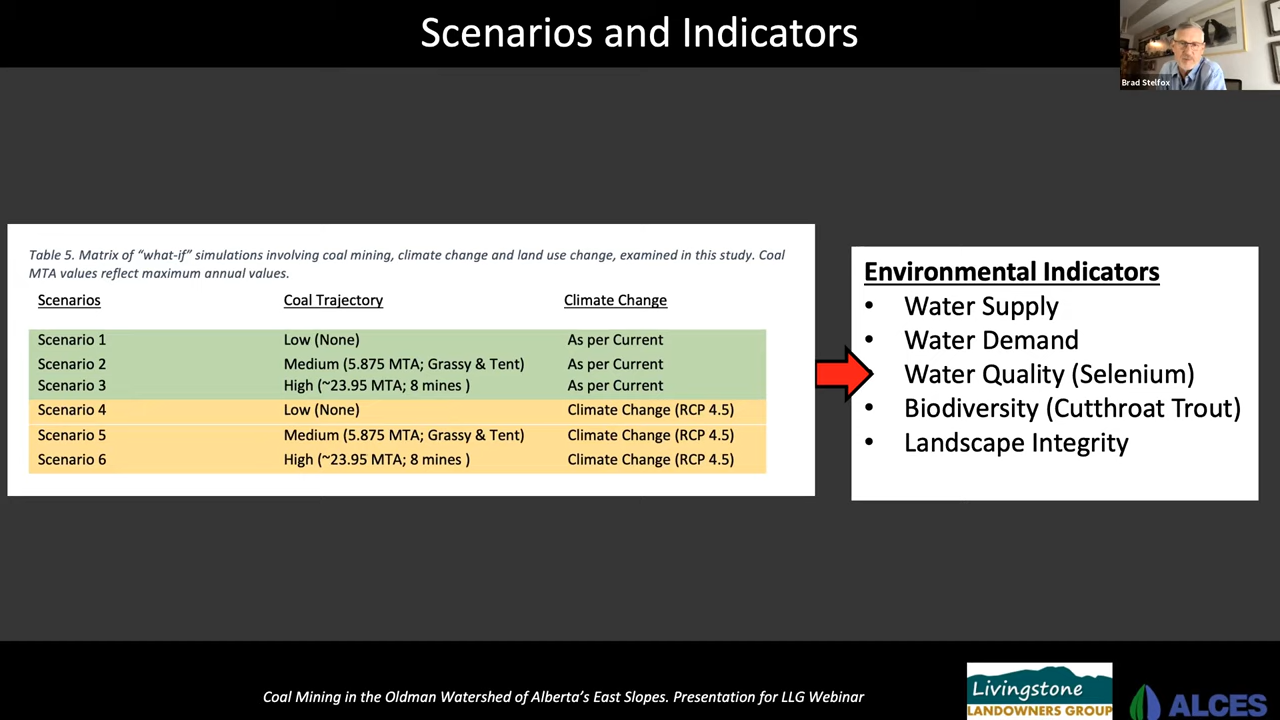 Scenarios and Indicators
Brad Stelfox
Table 5. Matrix of “what-if” simulations involving coal mining, climate change and land use change, examined in this study. Coal
MTA values reflect maximum annual values.
Scenarios Coal Trajectory Climate Change
Scenario 1 Low (None) As per Current
Scenario 2 Medium (5.875 MTA; Grassy & Tent) As per Current
Scenario 3 High (~23.95 MTA; 8 mines ) As per Current
Scenario 4 Low (None) Climate Change (RCP 4.5)
Scenario 5 Medium (5.875 MTA; Grassy & Tent) Climate Change (RCP 4.5)
Scenario 6 High (~23.95 MTA; 8 mines ) Climate Change (RCP 4.5)
Environmental Indicators
• Water Supply
• Water Demand
• Water Quality (Selenium)
• Biodiversity (Cutthroat Trout)
• Landscape Integrity
Coal Mining in the Oldman Watershed of Alberta’s East Slopes. Presentation for LLG Webinar
Livingstone
LANDOWNERS GROUP
ALCES